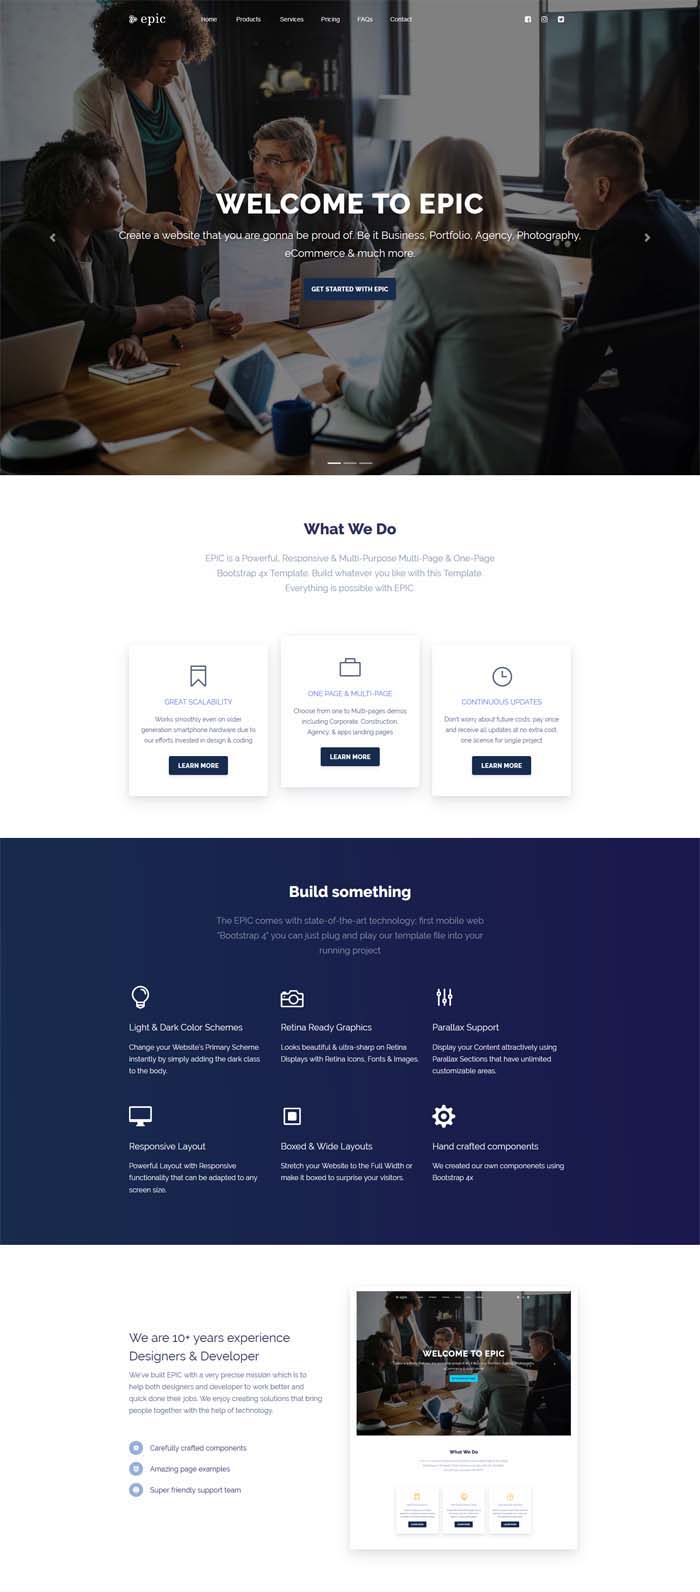 epic
Home Products Services Pricing FAQs Contact
WELCOME TO EPIC
Create a website that you are gonna be proud of. Be it Business, Portfolio, Agency, Photography,
eCommerce & much more.
GET STARTED WITH EPIC
What We Do
EPIC is a Powerful, Responsive & Multi-Purpose Multi-Page & One-Page
Bootstrap 4x Template. Build whatever you like with this Template.
Everything is possible with EPIC.
GREAT SCALABILITY
Works smoothly even on older
generation smartphone hardware due to
our efforts invested in design & coding
LEARN MORE
ONE PAGE & MULTI-PAGE
Choose from one to Multi-pages demos
including Corporate, Construction,
Agency, & apps landing pages
LEARN MORE
CONTINUOUS UPDATES
Don't worry about future costs, pay once
and receive all updates at no extra cost.
one license for single project
LEARN MORE
Build something
The EPIC comes with state-of-the-art technology; first mobile web
"Bootstrap 4" you can just plug and play our template file into your
running project
Light & Dark Color Schemes
Change your Website's Primary Scheme
instantly by simply adding the dark class
to the body.
Retina Ready Graphics
Looks beautiful & ultra-sharp on Retina
Displays with Retina Icons, Fonts & Images.
Parallax Support
Display your Content attractively using
Parallax Sections that have unlimited
customizable areas.
Responsive Layout
Powerful Layout with Responsive
functionality that can be adapted to any
screen size.
Boxed & Wide Layouts
Stretch your Website to the Full Width or
make it boxed to surprise your visitors.
Hand crafted components
We created our own componenets using
Bootstrap 4x
We are 10+ years experience
Designers & Developer
We've built EPIC with a very precise mission which is to
help both designers and developer to work better and
quick done their jobs. We enjoy creating solutions that bring
people together with the help of technology.
Carefully crafted components
Amazing page examples
Super friendly support team
epic
WELCOME TO EPIC
What We Do
LEARN MORE
LEARN MORE
LEARN MORE